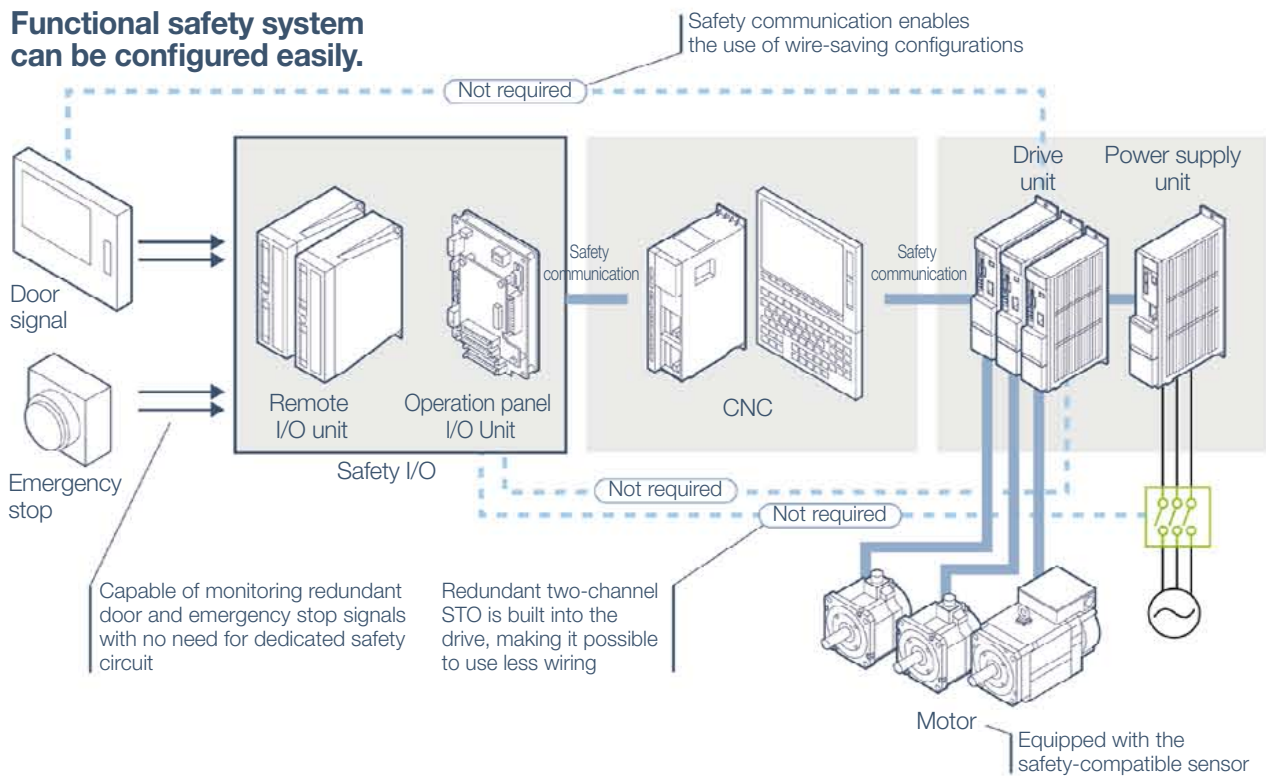 Functional safety system
can be configured easily.
Safety communication enables
the use of wire-saving configurations
Not required
Drive
unit
Power supply
unit
Door
signal
Safety
communication
Safety
communication
Remote
I/O unit
Operation panel
I/O Unit
CNC
Safety I/O
Emergency
stop
Not required
Not required
Capable of monitoring redundant
door and emergency stop signals
with no need for dedicated safety
circuit
Redundant two-channel
STO is built into the
drive, making it possible
to use less wiring
Motor
Equipped with the
safety-compatible sensor